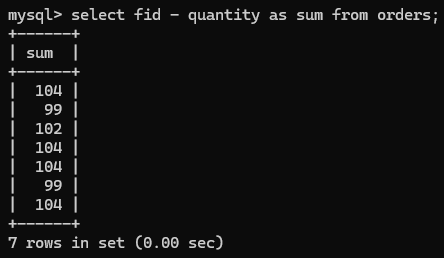 mysql> select fid - quantity as sum from orders;
+------+
| sum  |
+------+
|  104 |
|   99 |
|  102 |
|  104 |
|  104 |
|   99 |
|  104 |
+------+
7 rows in set (0.00 sec)